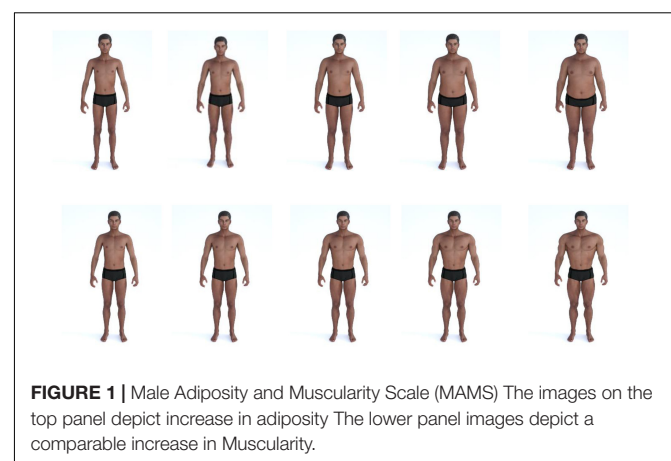 FIGURE 1 | Male Adiposity and Muscularity Scale (MAMS) The images on the
top panel depict increase in adiposity The lower panel images depict a
comparable increase in Muscularity.